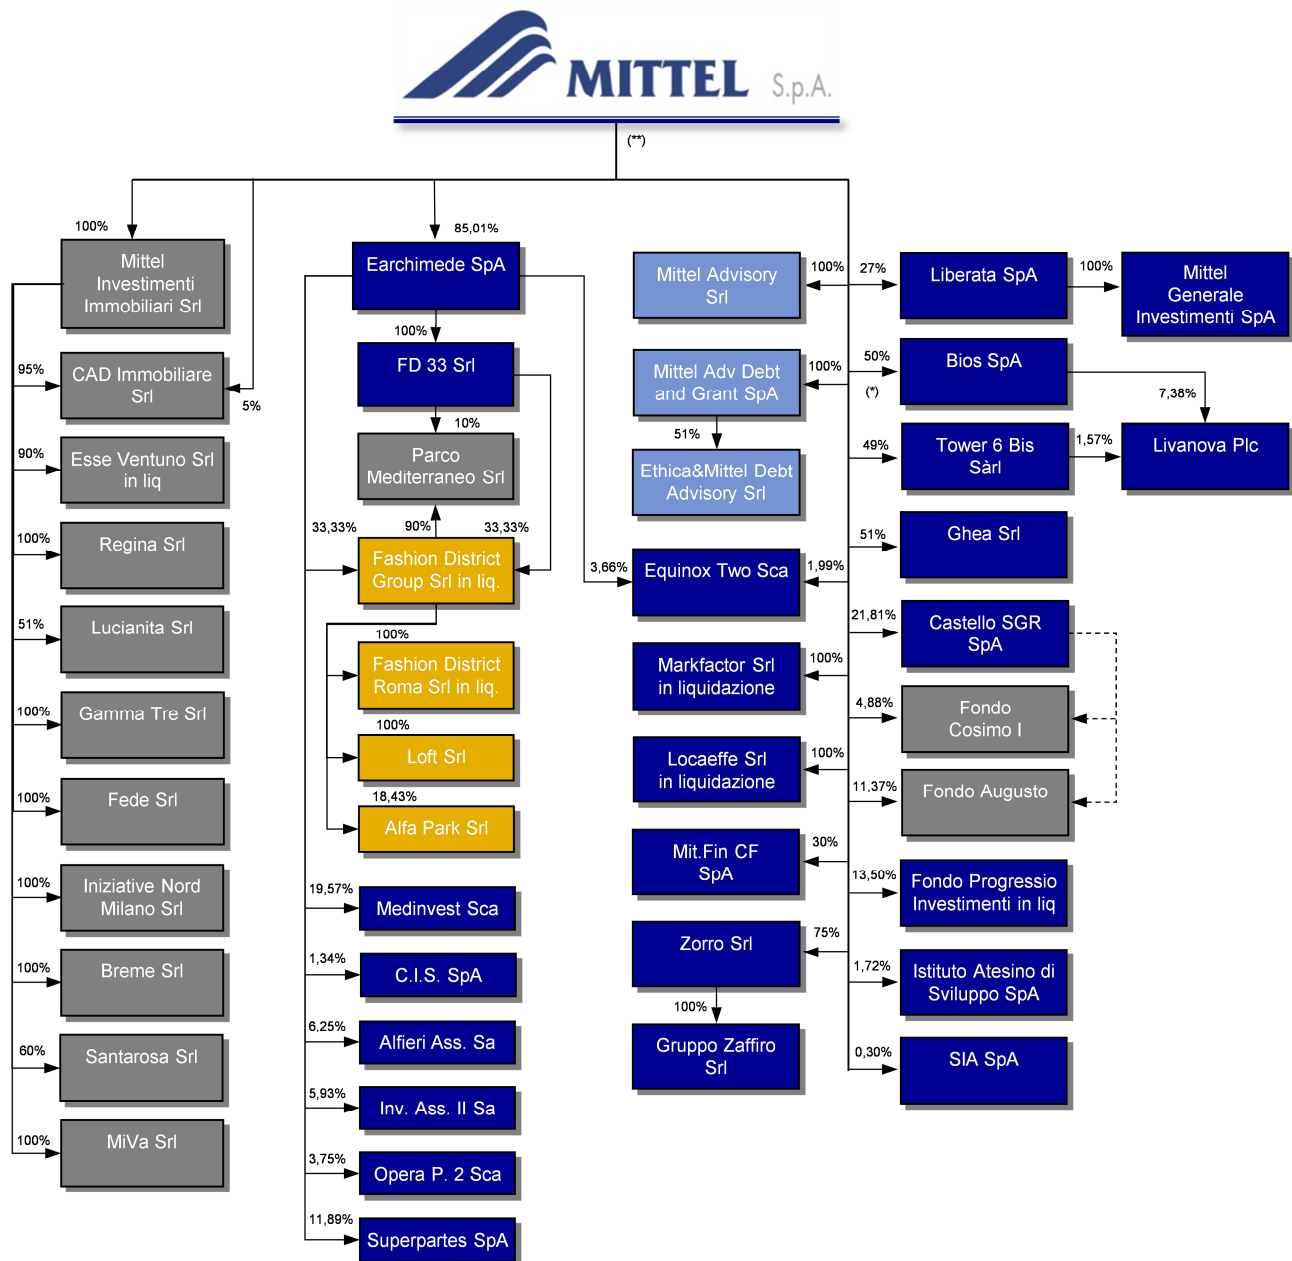 MITTEL S.p.A.
(**)
100%
Mittel
Investimenti
Immobiliari Srl
95%
CAD Immobiliare
Srl
5%
90%
Esse Ventuno Srl
in liq
100%
Regina Srl
51%
Lucianita Srl
100%
Gamma Tre Srl
100%
Fede Srl
100%
Iniziative Nord
Milano Srl
100%
Breme Srl
60%
Santarosa Srl
100%
MiVa Srl
85,01%
Earchimede SpA
100%
FD 33 Srl
10%
Parco
Mediterraneo Srl
33,33%
90%
33,33%
Fashion District
Group Srl in liq.
100%
Fashion District
Roma Srl in liq.
100%
Loft Srl
18,43%
Alfa Park Srl
19,57%
Medinvest Sca
1,34%
C.I.S. SpA
6,25%
Alfieri Ass. Sa
5,93%
Inv. Ass. II Sa
3,75%
Opera P. 2 Sca
11,89%
Superpartes SpA
Mittel Advisory
Srl
100%
Mittel Adv Debt
and Grant SpA
100%
51%
Ethica&Mittel Debt
Advisory Srl
3,66%
Equinox Two Sca
1,99%
Markfactor Srl
in liquidazione
100%
Locaeffe Srl
in liquidazione
100%
Mit.Fin CF
SpA
30%
Zorro Srl
75%
100%
Gruppo Zaffiro
Srl
27%
Liberata SpA
100%
Mittel
Generale
Investimenti SpA
50%
(*)
Bios SpA
7,38%
49%
Tower 6 Bis
Sàrl
1,57%
Livanova Plc
51%
Ghea Srl
21,81%
Castello SGR
SpA
4,88%
Fondo
Cosimo I
11,37%
Fondo Augusto
13,50%
Fondo Progressio
Investimenti in liq
1,72%
Istituto Atesino di
Sviluppo SpA
0,30%
SIA SpA